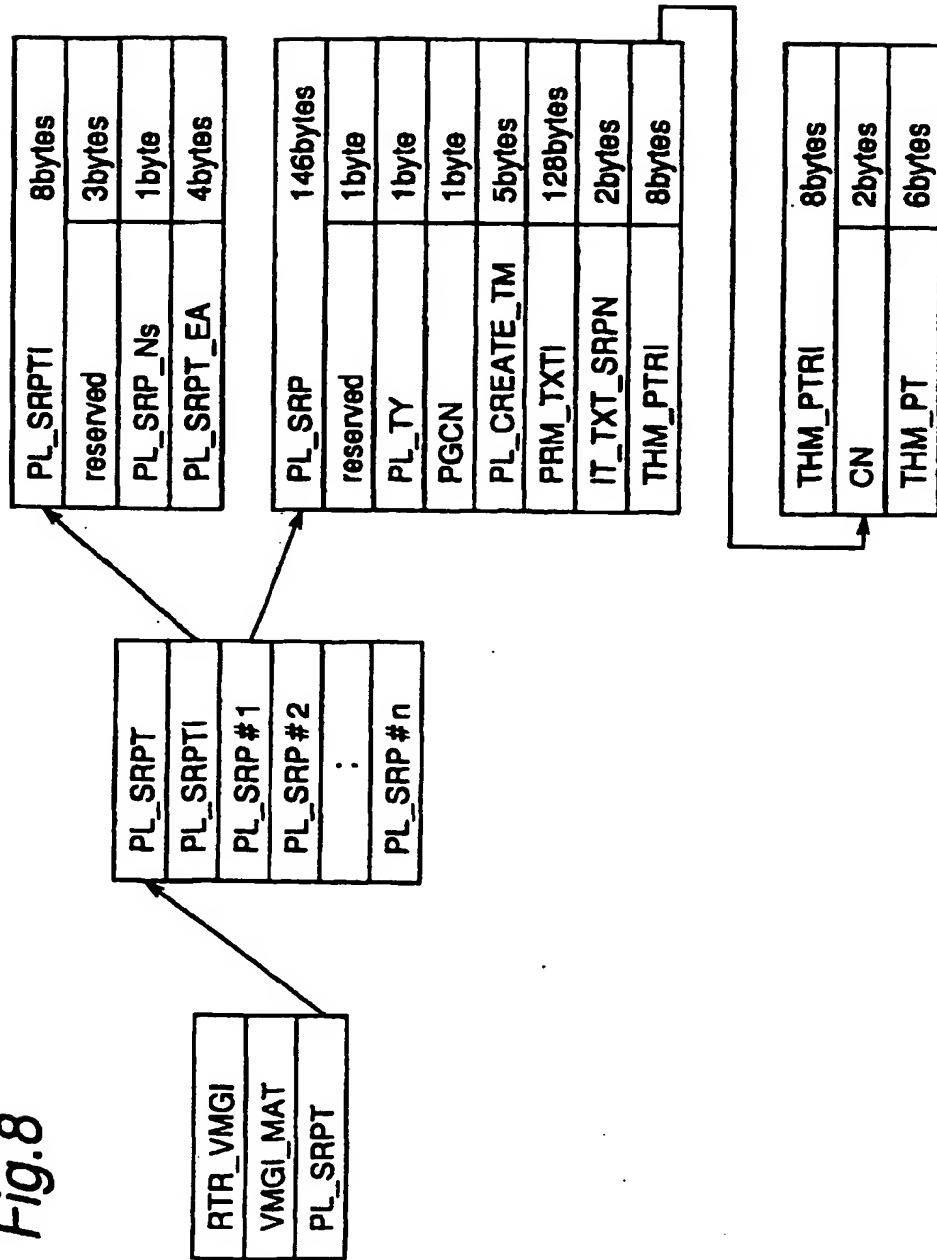 Fig.8
RTR_VMGI
VMGI_MAT
PL_SRPT
PL_SRPT
PL_SRPTI
PL_SRP#1
PL_SRP#2
:
PL_SRP#n
PL_SRPTI 8bytes
reserved 3bytes
PL_SRP_Ns 1byte
PL_SRPT_EA 4bytes
PL_SRP 146bytes
reserved 1byte
PL_TY 1byte
PGCN 1byte
PL_CREATE_TM 5bytes
PRM_TXTI 128bytes
IT_TXT_SRPN 2bytes
THM_PTRI 8bytes
THM_PTRI 8bytes
CN 2bytes
THM_PT 6bytes